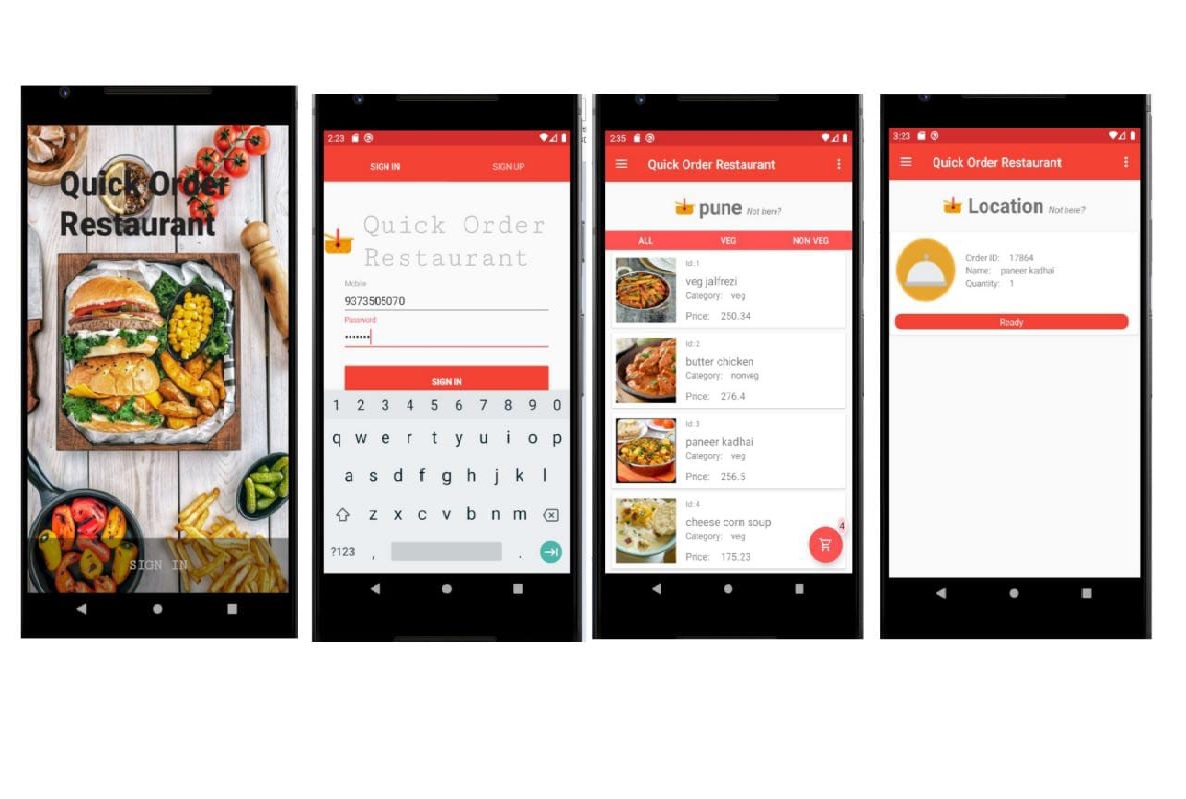 Quick Order
Restaurant
SIGN IN
2:23
SIGN IN SIGN UP
Quick Order
Restaurant
Mobile
9373505070
Password
SIGN IN
1 2 3 4 5 6 7 8 9 0
q w e r t y u i o p
a s d f g h j k l
z x c v b n m
?123 , .
2:35
Quick Order Restaurant
pune Not here?
ALL VEG NON VEG
Id: 1
veg jalfrezi
Category: veg
Price: 250.34
Id: 2
butter chicken
Category: nonveg
Price: 276.4
Id: 3
paneer kadhai
Category: veg
Price: 256.5
Id: 4
cheese corn soup
Category: veg
Price: 175.23
4
3:23
Quick Order Restaurant
Location Not here?
Order ID: 17864
Name: paneer kadhai
Quantity: 1
Ready